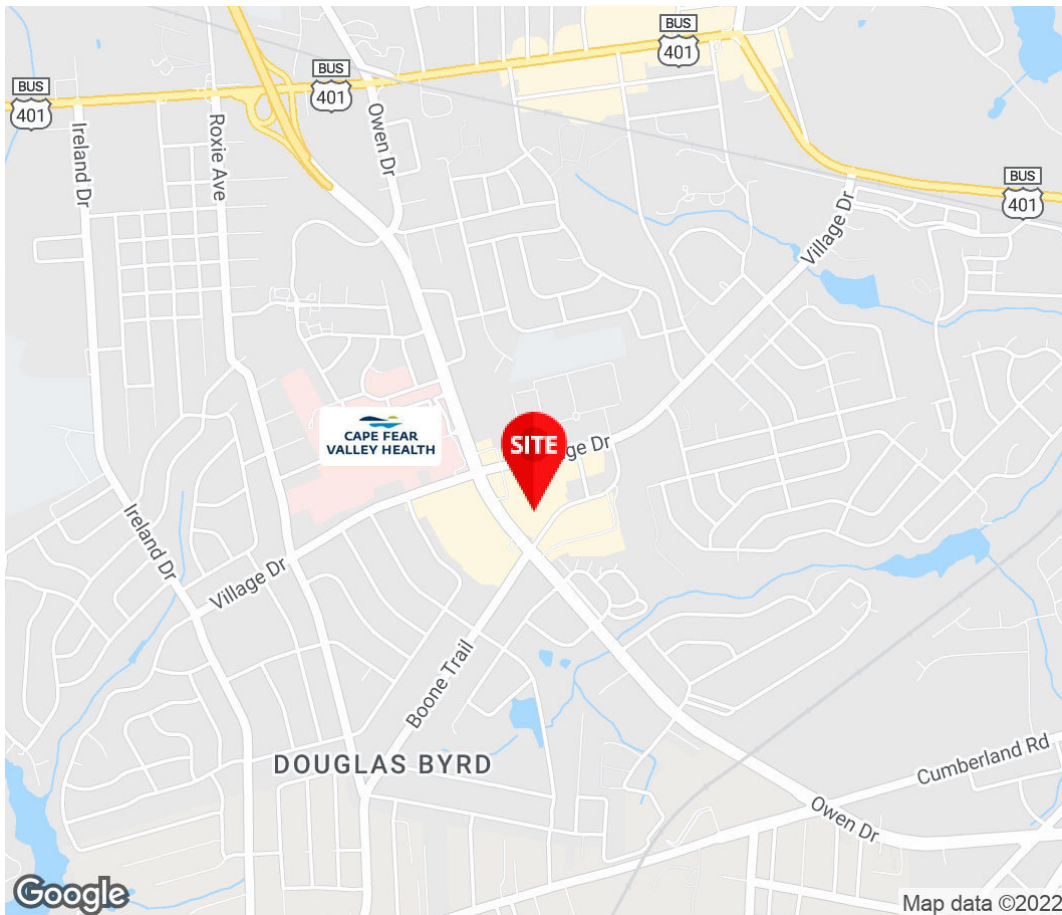 BUS
401
BUS
401
BUS
401
BUS
401
Ireland Dr
Roxie Ave
Owen Dr
Village Dr
CAPE FEAR
VALLEY HEALTH
SITE
ge Dr
Ireland Dr
Village Dr
Boone Trail
DOUGLAS BYRD
Cumberland Rd
Owen Dr
Google
Map data ©2022